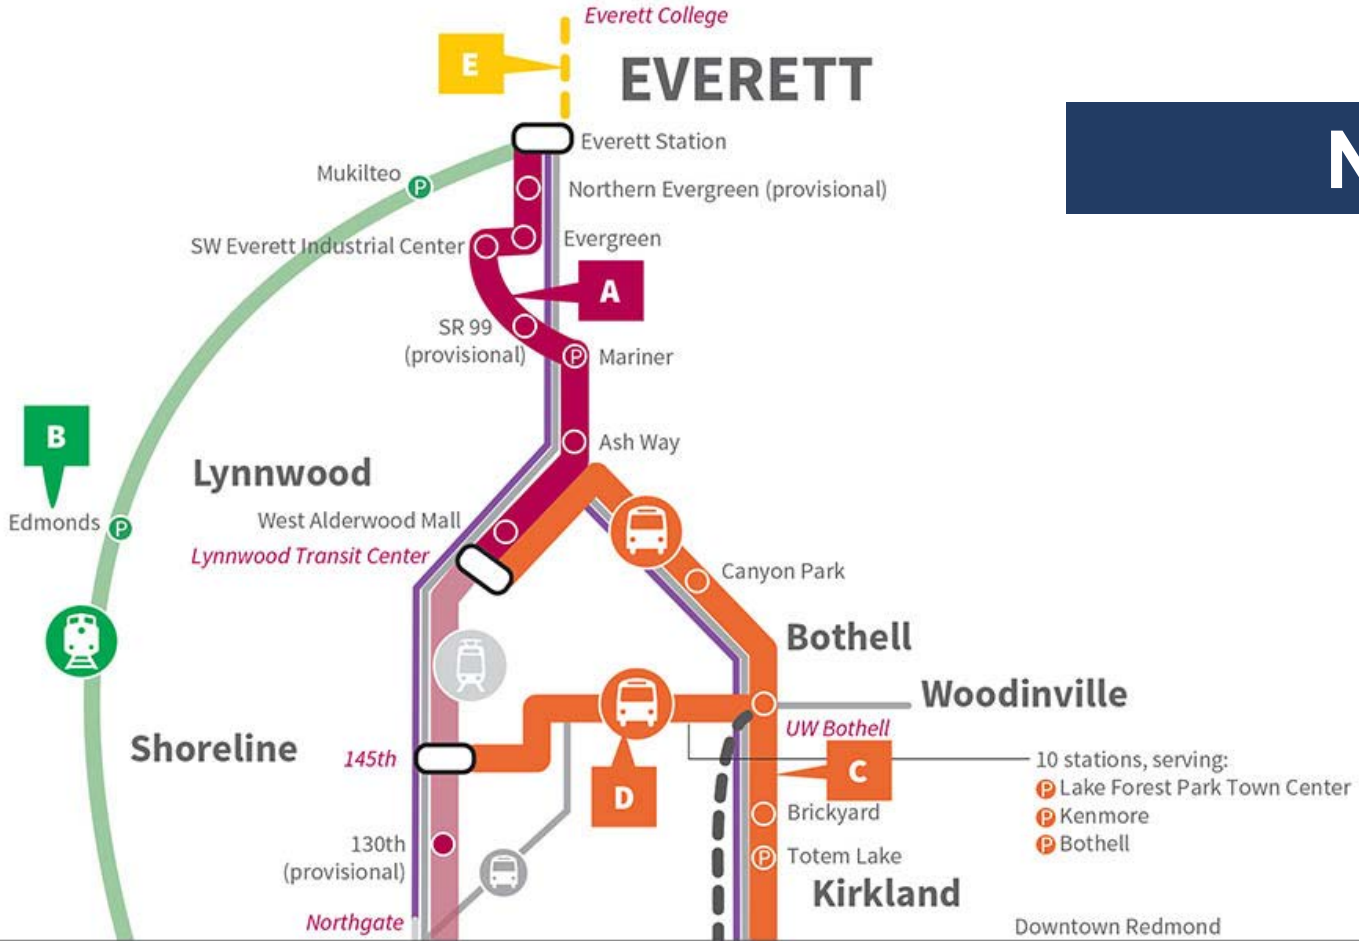 Everett College
E
EVERETT
N
Everett Station
Mukilteo
P
Northern Evergreen (provisional)
SW Everett Industrial Center
Evergreen
A
SR 99
(provisional)
P
Mariner
B
Ash Way
Lynnwood
Edmonds
P
West Alderwood Mall
Lynnwood Transit Center
Canyon Park
Bothell
Woodinville
UW Bothell
Shoreline
145th
C
D
10 stations, serving:
P Lake Forest Park Town Center
P Kenmore
P Bothell
Brickyard
130th
(provisional)
P
Totem Lake
Kirkland
Northgate
Downtown Redmond